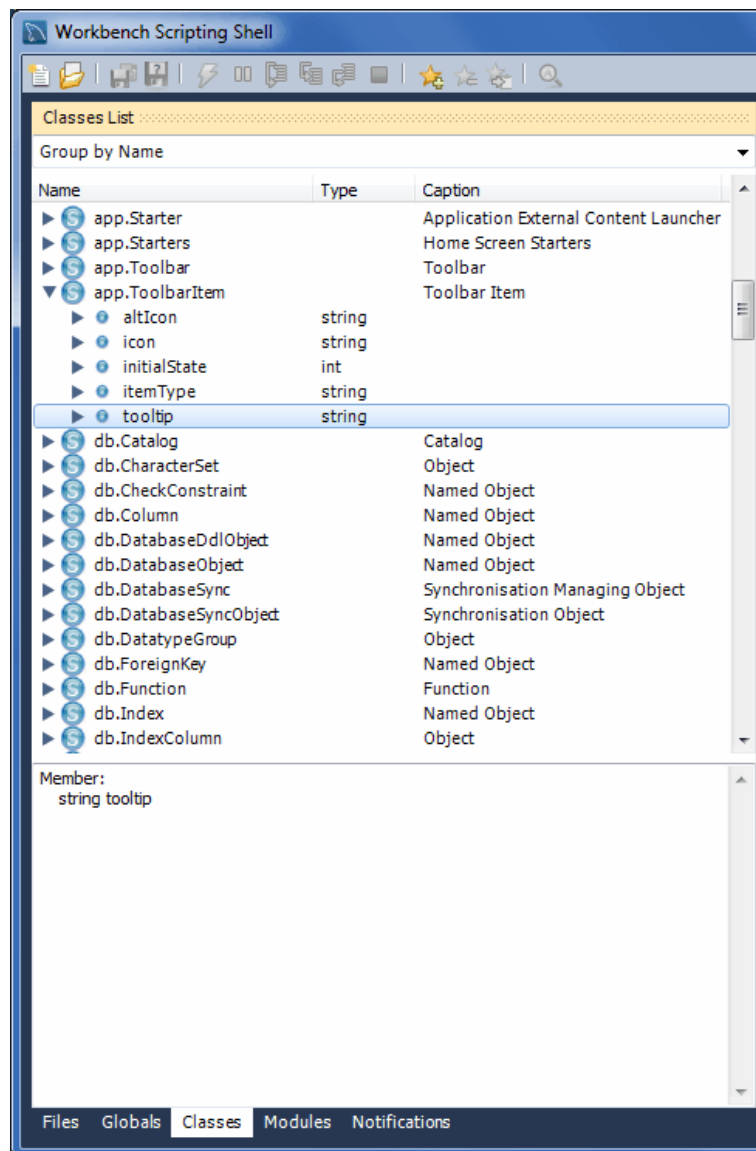 Workbench Scripting Shell
Classes List
Group by Name
Name Type Caption
app.Starter Application External Content Launcher
app.Starters Home Screen Starters
app.Toolbar Toolbar
app.ToolbarItem Toolbar Item
altIcon string
icon string
initialState int
itemType string
tooltip string
db.Catalog Catalog
db.CharacterSet Object
db.CheckConstraint Named Object
db.Column Named Object
db.DatabaseDdlObject Named Object
db.DatabaseObject Named Object
db.DatabaseSync Synchronisation Managing Object
db.DatabaseSyncObject Synchronisation Object
db.DatatypeGroup Object
db.ForeignKey Named Object
db.Function Function
db.Index Named Object
db.IndexColumn Object
Member:
string tooltip
Files Globals Classes Modules Notifications